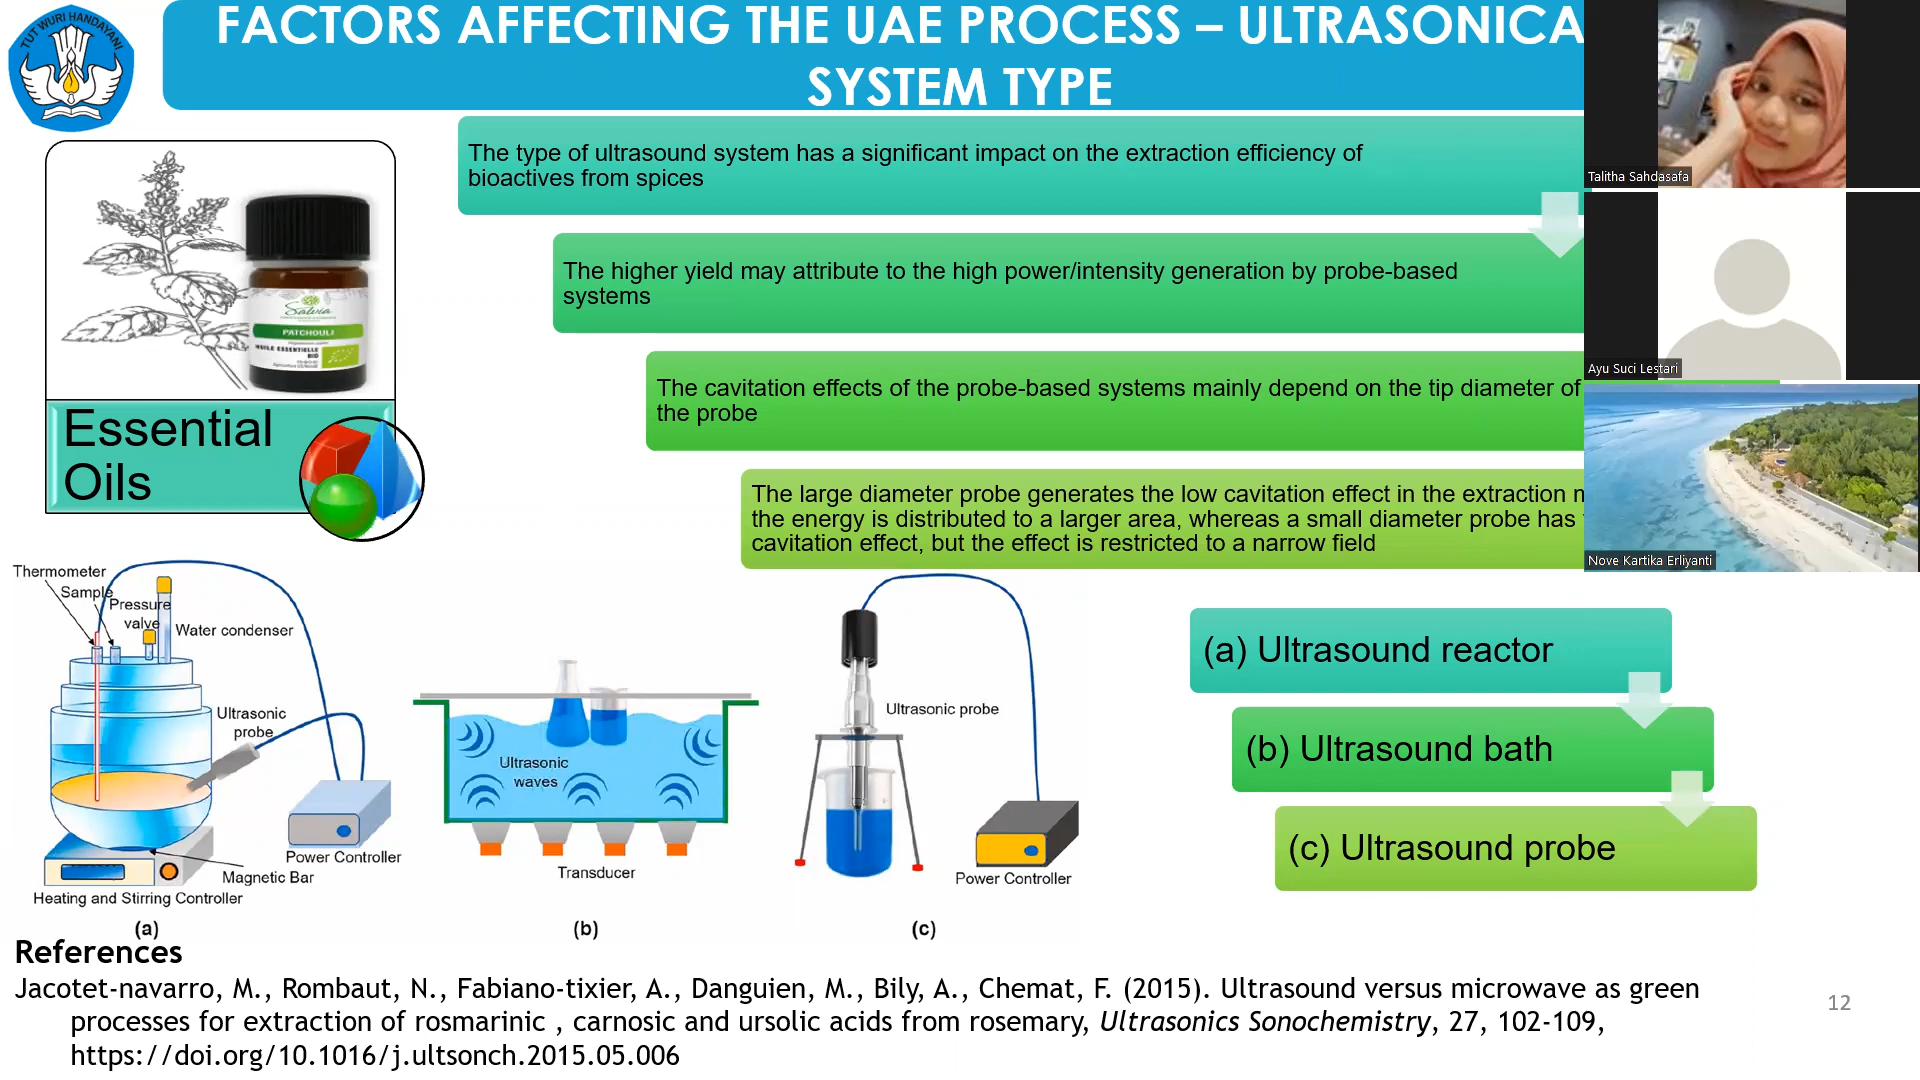 TUT WURI HANDAYANI
FACTORS AFFECTING THE UAE PROCESS – ULTRASONICA
SYSTEM TYPE
The type of ultrasound system has a significant impact on the extraction efficiency of
bioactives from spices
The higher yield may attribute to the high power/intensity generation by probe-based
systems
The cavitation effects of the probe-based systems mainly depend on the tip diameter of
the probe
The large diameter probe generates the low cavitation effect in the extraction
the energy is distributed to a larger area, whereas a small diameter probe has
cavitation effect, but the effect is restricted to a narrow field
Talitha Sahdasafa
Ayu Suci Lestari
Nove Kartika Erliyanti
Salvia
PATCHOULI
HUILE ESSENTIELLE
BIO
Essential
Oils
Thermometer
Sample
Pressure
valve
Water condenser
Ultrasonic
probe
Power Controller
Magnetic Bar
Heating and Stirring Controller
(a)
Ultrasonic
waves
Transducer
(b)
Ultrasonic probe
Power Controller
(c)
(a) Ultrasound reactor
(b) Ultrasound bath
(c) Ultrasound probe
References
Jacotet-navarro, M., Rombaut, N., Fabiano-tixier, A., Danguien, M., Bily, A., Chemat, F. (2015). Ultrasound versus microwave as green
processes for extraction of rosmarinic , carnosic and ursolic acids from rosemary, Ultrasonics Sonochemistry, 27, 102-109,
https://doi.org/10.1016/j.ultsonch.2015.05.006
12